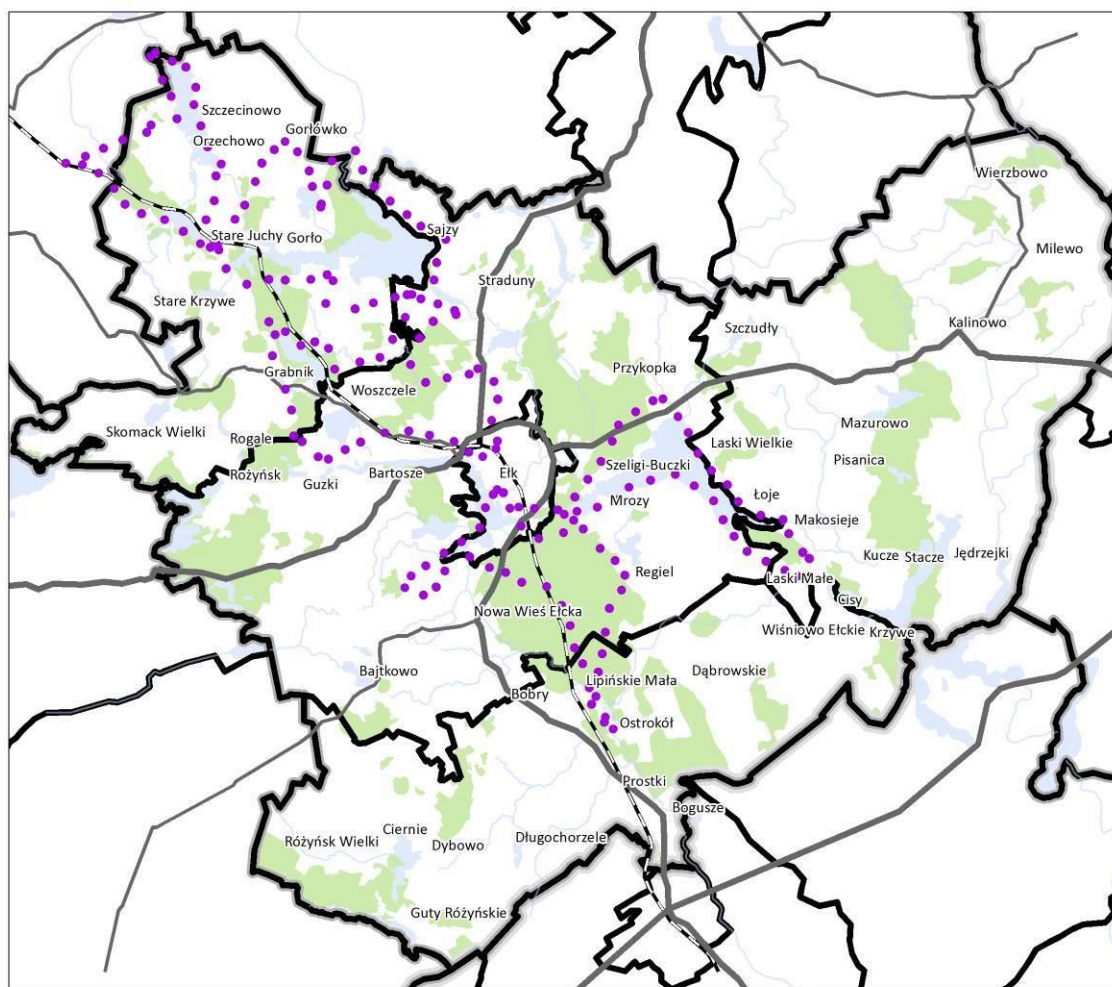 Szczecinowo
Gorłówko
Orzechowo
Wierzbowo
Sajzy
Stare Juchy
Gorło
Milewo
Straduny
Stare Krzywe
Kalinowo
Szczudły
Przykopka
Grabnik
Woszczele
Mazurowo
Skomack Wielki
Rogale
Laski Wielkie
Pisanica
Rożyńsk
Bartosze
Ełk
Szeligi-Buczki
Guzki
Mrozy
Łoje
Makosieje
Kucze
Stacze
Jędrzejki
Regiel
Laski Małe
Cisy
Nowa Wieś Ełcka
Wiśniowo Ełckie
Krzywe
Bajtkowo
Dąbrowskie
Lipińskie Mała
Bobry
Ostrokół
Prostki
Bogusze
Ciernie
Długochorzele
Różyńsk Wielki
Dybowo
Guty Różyńskie